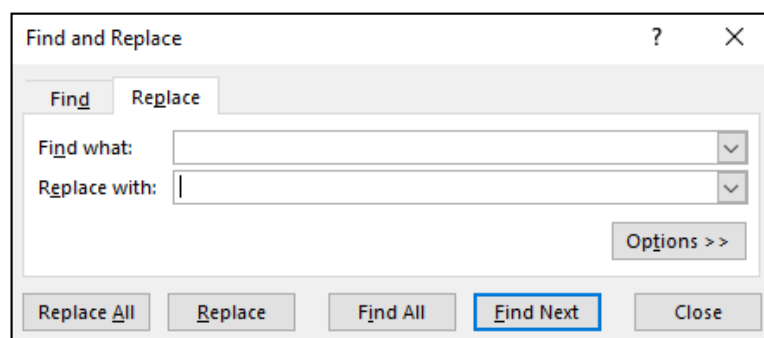 Find and Replace ?
Find Replace
Find what:
Replace with:
Options >>
Replace All Replace Find All Find Next Close